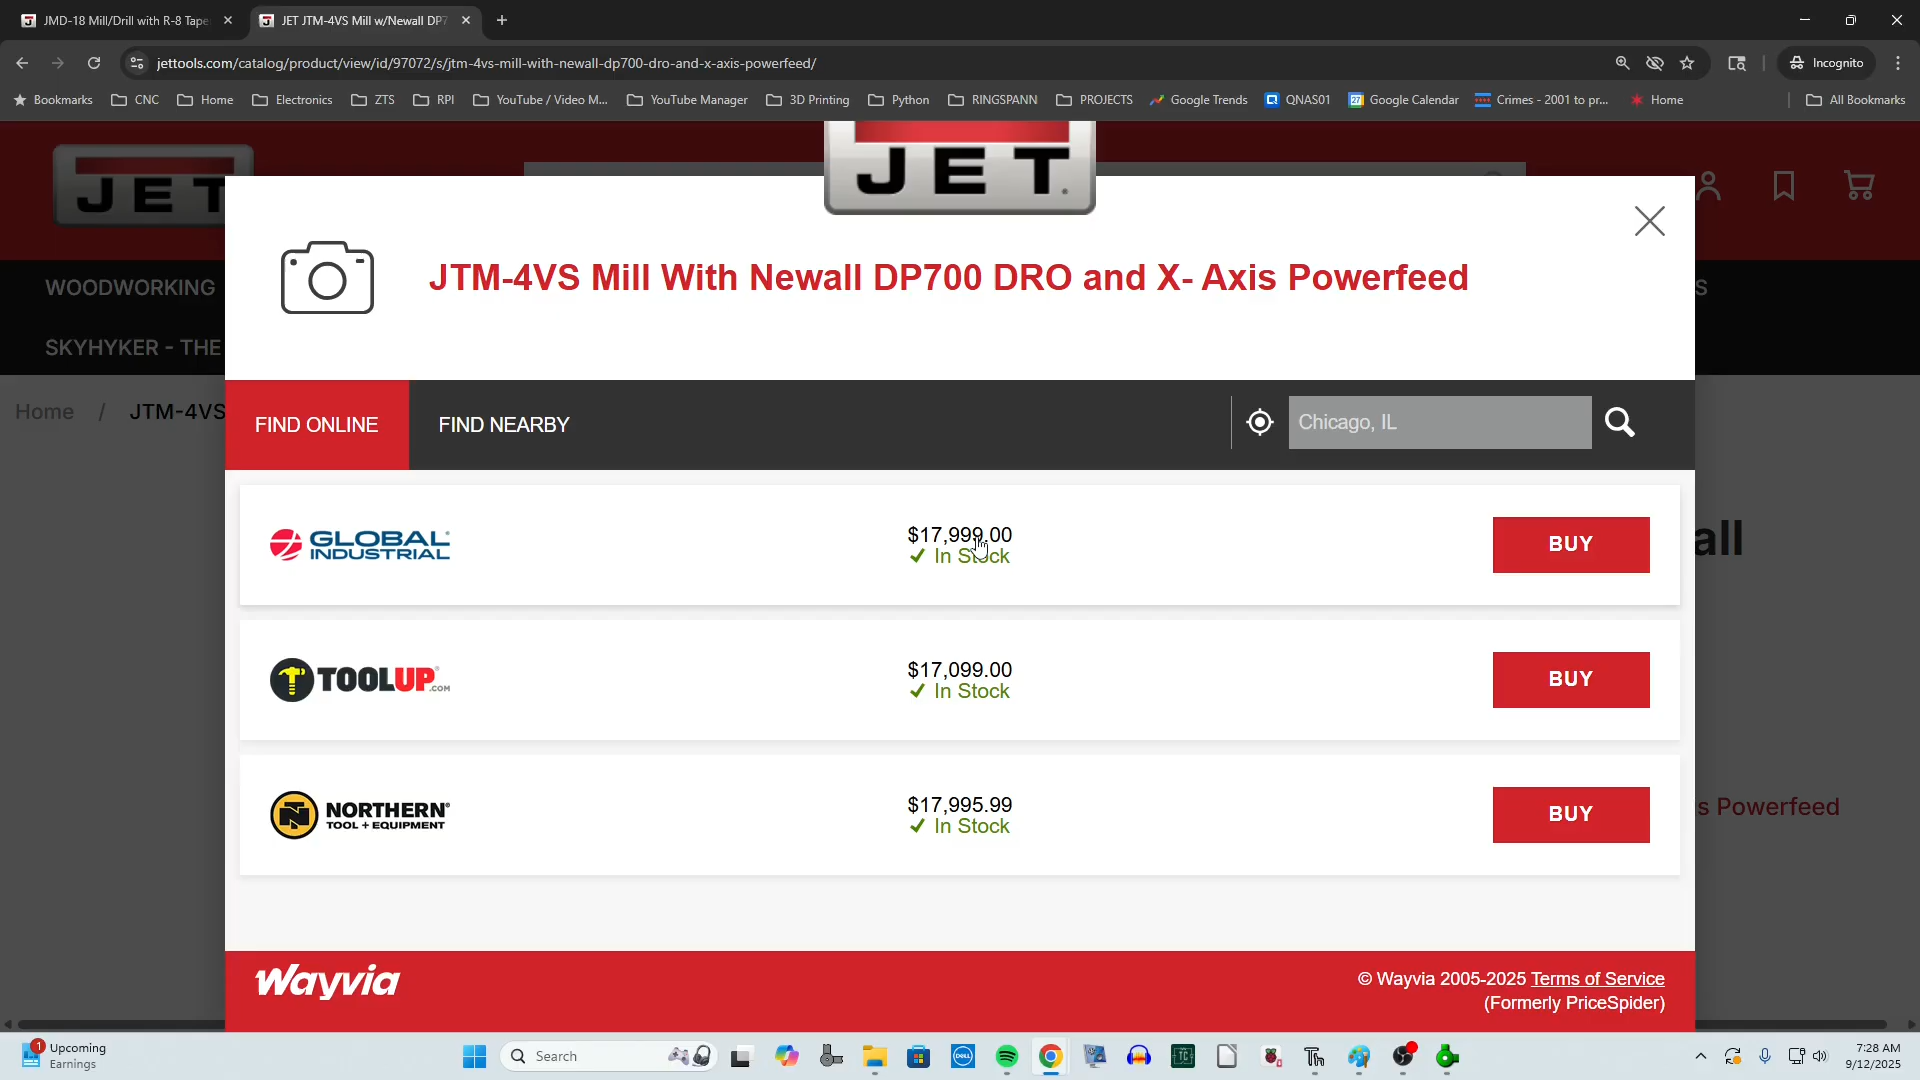 JMD-18 Mill/Drill with R-8 Tape
JET JTM-4VS Mill w/Newall DP7
jettools.com/catalog/product/view/id/97072/s/jtm-4vs-mill-with-newall-dp700-dro-and-x-axis-powerfeed/
Incognito
Bookmarks
CNC
Home
Electronics
ZTS
RPI
YouTube / Video M...
YouTube Manager
3D Printing
Python
RINGSPANN
PROJECTS
Google Trends
QNAS01
Google Calendar
Crimes - 2001 to pr...
Home
All Bookmarks
JET
JET
JTM-4VS Mill With Newall DP700 DRO and X- Axis Powerfeed
WOODWORKING
S
SKYHYKER - THE
Home / JTM-4VS
FIND ONLINE
FIND NEARBY
Chicago, IL
GLOBAL
INDUSTRIAL
$17,999.00
In Stock
BUY
all
TOOLUP.COM
$17,099.00
In Stock
BUY
NORTHERN
TOOL + EQUIPMENT
$17,995.99
In Stock
BUY
s Powerfeed
Wayvia
© Wayvia 2005-2025 Terms of Service
(Formerly PriceSpider)
1
Upcoming
Earnings
Search
DELL
TC
7:28 AM
9/12/2025